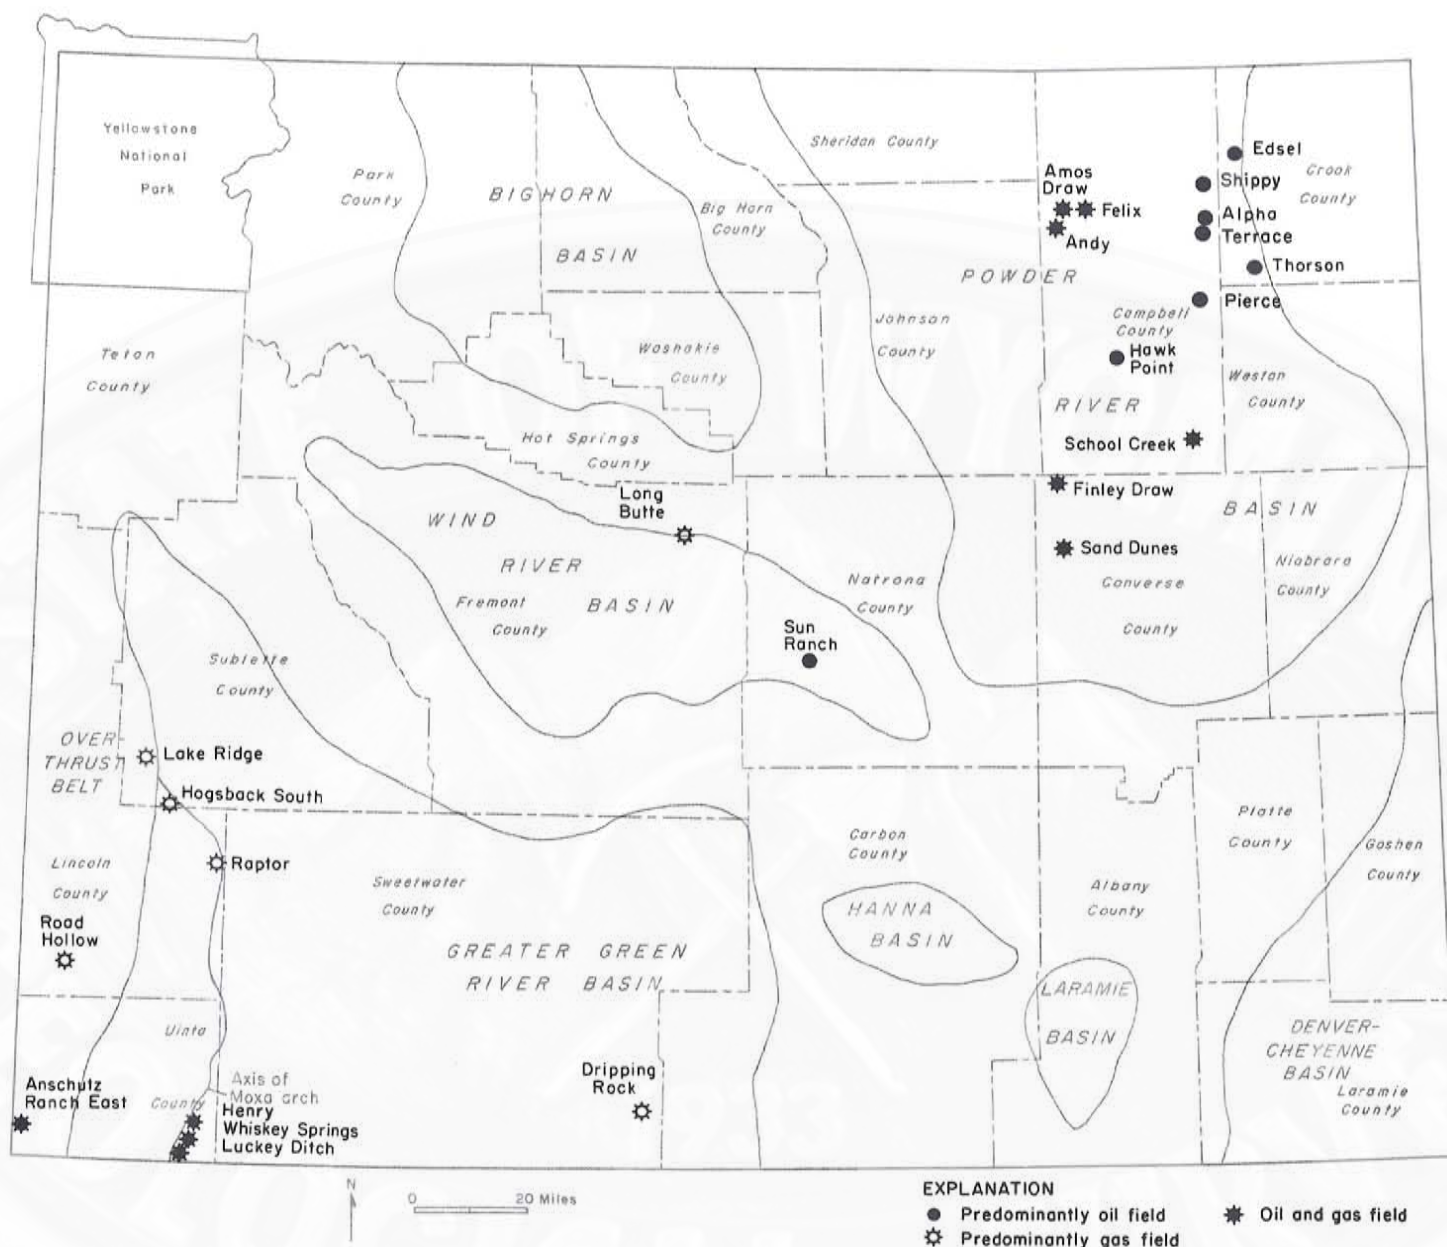 Yellowstone
National
Park
Park
County
BIGHORN
BASIN
Big Horn
County
Sheridan County
Amos
Draw
Felix
Andy
Edsel
Shippy
Crook
County
Alpha
Terrace
Thorson
POWDER
Pierce
Campbell
County
Johnson
County
Hawk
Point
Teton
County
Washakie
County
Weston
County
RIVER
School Creek
Hot Springs
County
Finley Draw
BASIN
Long
Butte
WIND
RIVER
BASIN
Fremont
County
Sand Dunes
Converse
County
Niobrara
County
Natrona
County
Sun
Ranch
Sublette
County
OVER-
THRUST
BELT
Lake Ridge
Hogsback South
Raptor
Lincoln
County
Road
Hollow
Sweetwater
County
GREATER GREEN
RIVER BASIN
Carbon
County
HANNA
BASIN
Albany
County
LARAMIE
BASIN
Platte
County
Goshen
County
DENVER-
CHEYENNE
BASIN
Laramie
County
Uinta
County
Axis of
Moxa arch
Anschutz
Ranch East
Henry
Whiskey Springs
Luckey Ditch
Dripping
Rock
N
0 20 Miles
EXPLANATION
Predominantly oil field
Predominantly gas field
Oil and gas field